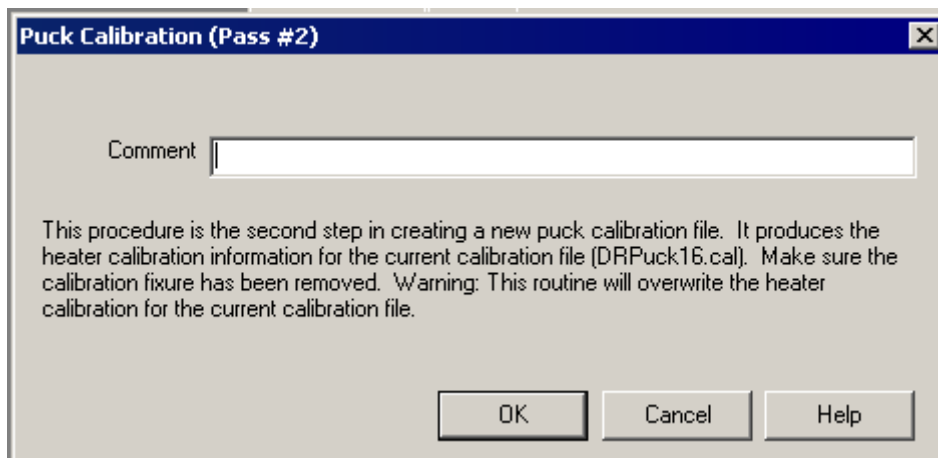 Puck Calibration (Pass #2)
Comment
This procedure is the second step in creating a new puck calibration file. It produces the
heater calibration information for the current calibration file (DRPuck16.cal). Make sure the
calibration fixure has been removed. Warning: This routine will overwrite the heater
calibration for the current calibration file.
OK Cancel Help